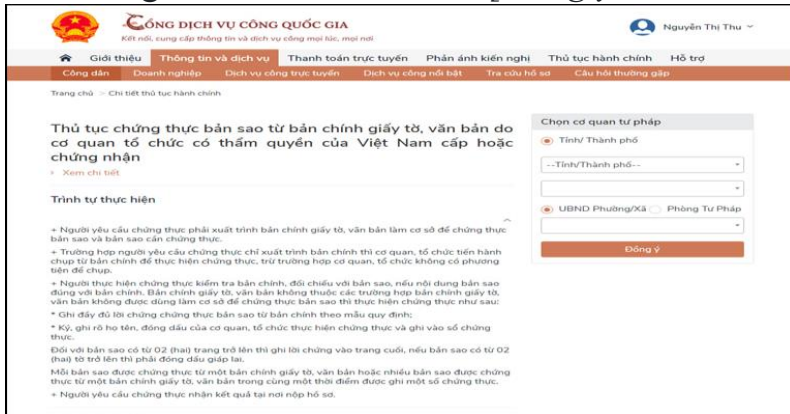 CỔNG DỊCH VỤ CÔNG QUỐC GIA
Kết nối, cung cấp thông tin và dịch vụ công mọi lúc, mọi nơi
Nguyễn Thị Thu
Giới thiệu Thông tin và dịch vụ Thanh toán trực tuyến Phản ánh kiến nghị Thủ tục hành chính Hỗ trợ
Công dân Doanh nghiệp Dịch vụ công trực tuyến Dịch vụ công nổi bật Tra cứu hồ sơ Câu hỏi thường gặp
Trang chủ > Chi tiết thủ tục hành chính
Thủ tục chứng thực bản sao từ bản chính giấy tờ, văn bản do
cơ quan tổ chức có thẩm quyền của Việt Nam cấp hoặc
chứng nhận
> Xem chi tiết
Trình tự thực hiện
+ Người yêu cầu chứng thực phải xuất trình bản chính giấy tờ, văn bản làm cơ sở để chứng thực
bản sao và bản sao cần chứng thực.
+ Trường hợp người yêu cầu chứng thực chỉ xuất trình bản chính thì cơ quan, tổ chức tiến hành
chụp từ bản chính để thực hiện chứng thực, trừ trường hợp cơ quan, tổ chức không có phương
tiện để chụp.
+ Người thực hiện chứng thực kiểm tra bản chính, đối chiếu với bản sao, nếu nội dung bản sao
đúng với bản chính. Bản chính giấy tờ, văn bản không thuộc các trường hợp bản chính giấy tờ,
văn bản không được dùng làm cơ sở để chứng thực bản sao thì thực hiện chứng thực như sau:
* Ghi đầy đủ lời chứng chứng thực bản sao từ bản chính theo mẫu quy định;
* Ký, ghi rõ họ tên, đóng dấu của cơ quan, tổ chức thực hiện chứng thực và ghi vào sổ chứng
thực.
Đối với bản sao có từ 02 (hai) trang trở lên thì ghi lời chứng vào trang cuối, nếu bản sao có từ 02
(hai) tờ trở lên thì phải đóng dấu giáp lai.
Mỗi bản sao được chứng thực từ một bản chính giấy tờ, văn bản hoặc nhiều bản sao được chứng
thực từ một bản chính giấy tờ, văn bản trong cùng một thời điểm được ghi một số chứng thực.
+ Người yêu cầu chứng thực nhận kết quả tại nơi nộp hồ sơ.
Chọn cơ quan tư pháp
Tỉnh/ Thành phố
--Tỉnh/Thành phố--
UBND Phường/Xã Phòng Tư Pháp
Đồng ý